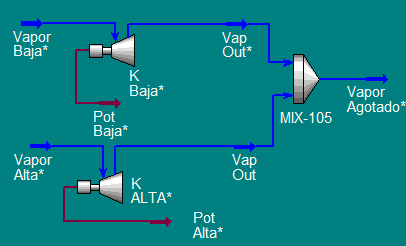 Vapor
Baja*
K
Baja*
Pot
Baja*
Vap
Out*
MIX-105
Vapor
Agotado*
Vapor
Alta*
K
ALTA*
Vap
Out
Pot
Alta*